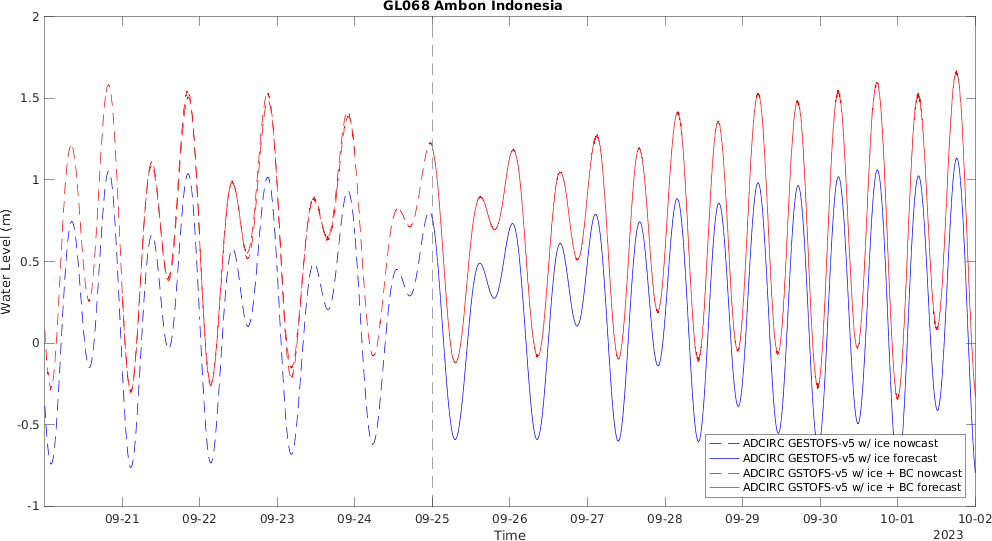 GL068 Ambon Indonesia
2
1.5
1
0.5
0
-0.5
-1
Water Level (m)
ADCIRC GESTOFS-v5 w/ ice nowcast
ADCIRC GESTOFS-v5 w/ ice forecast
ADCIRC GSTOFS-v5 w/ ice + BC nowcast
ADCIRC GSTOFS-v5 w/ ice + BC forecast
09-21 09-22 09-23 09-24 09-25 09-26 09-27 09-28 09-29 09-30 10-01 10-02
Time
2023